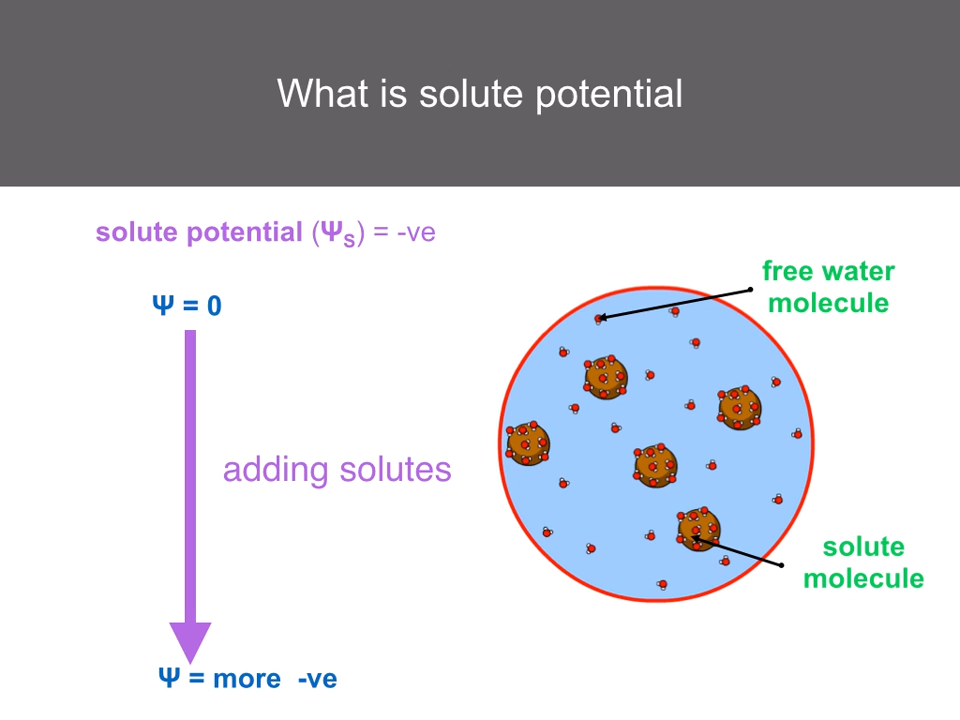 What is solute potential
solute potential (Ψs) = -ve
Ψ = 0
free water
molecule
adding solutes
solute
molecule
Ψ = more -ve